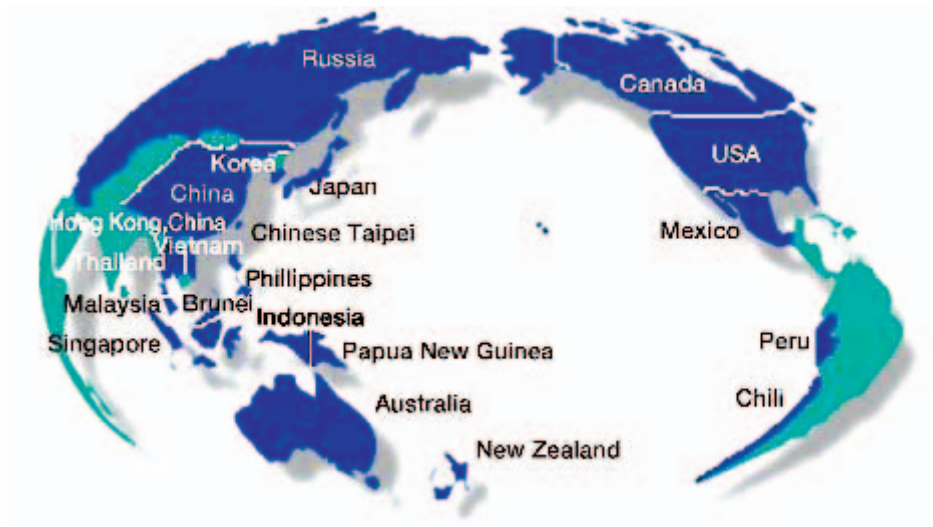 Russia
Canada
Korea
USA
China
Japan
Hong Kong,China
Chinese Taipei
Mexico
Vietnam
Thailand
Phillippines
Malaysia
Brunei
Indonesia
Singapore
Papua New Guinea
Peru
Chili
Australia
New Zealand